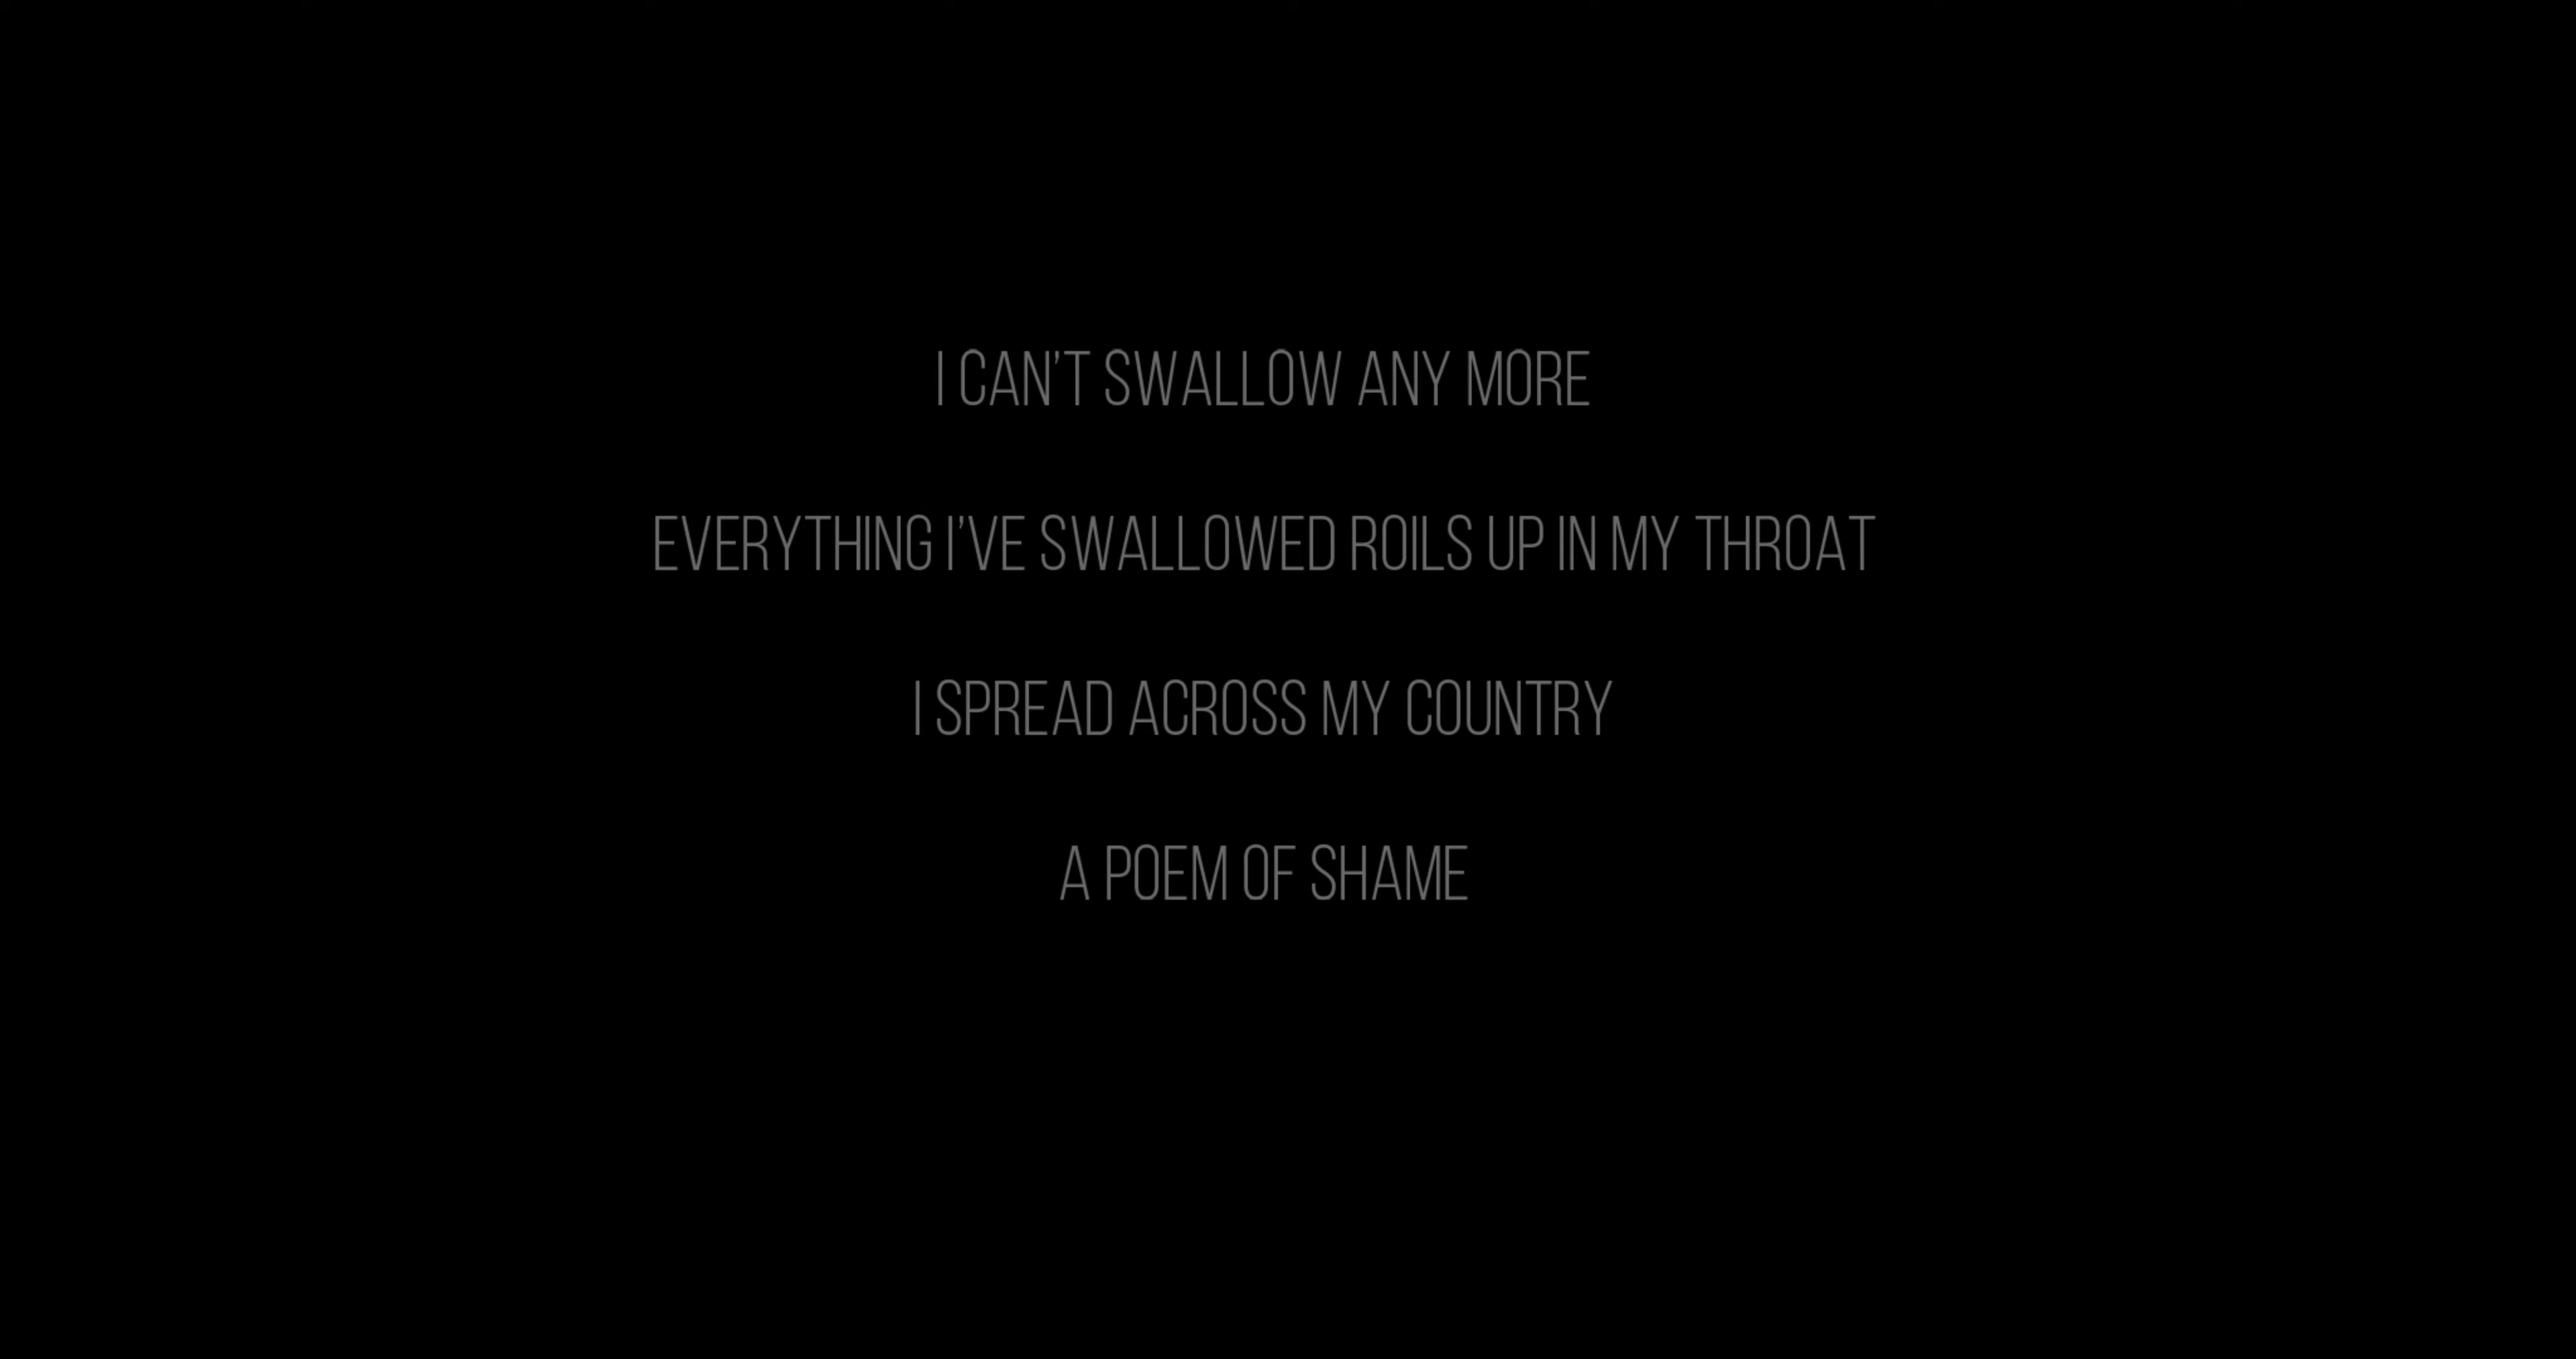 I CAN'T SWALLOW ANY MORE
EVERYTHING I'VE SWALLOWED ROILS UP IN MY THROAT
I SPREAD ACROSS MY COUNTRY
A POEM OF SHAME